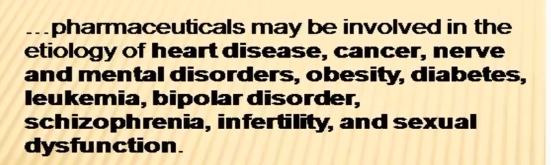 ...pharmaceuticals may be involved in the
etiology of heart disease, cancer, nerve
and mental disorders, obesity, diabetes,
leukemia, bipolar disorder,
schizophrenia, infertility, and sexual
dysfunction.